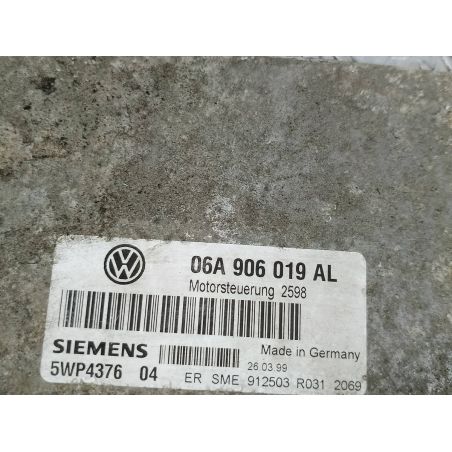 VW
06A 906 019 AL
Motorsteuerung 2598
SIEMENS Made in Germany
26.03.99
5WP4376 04 ER SME 912503 R031 2069